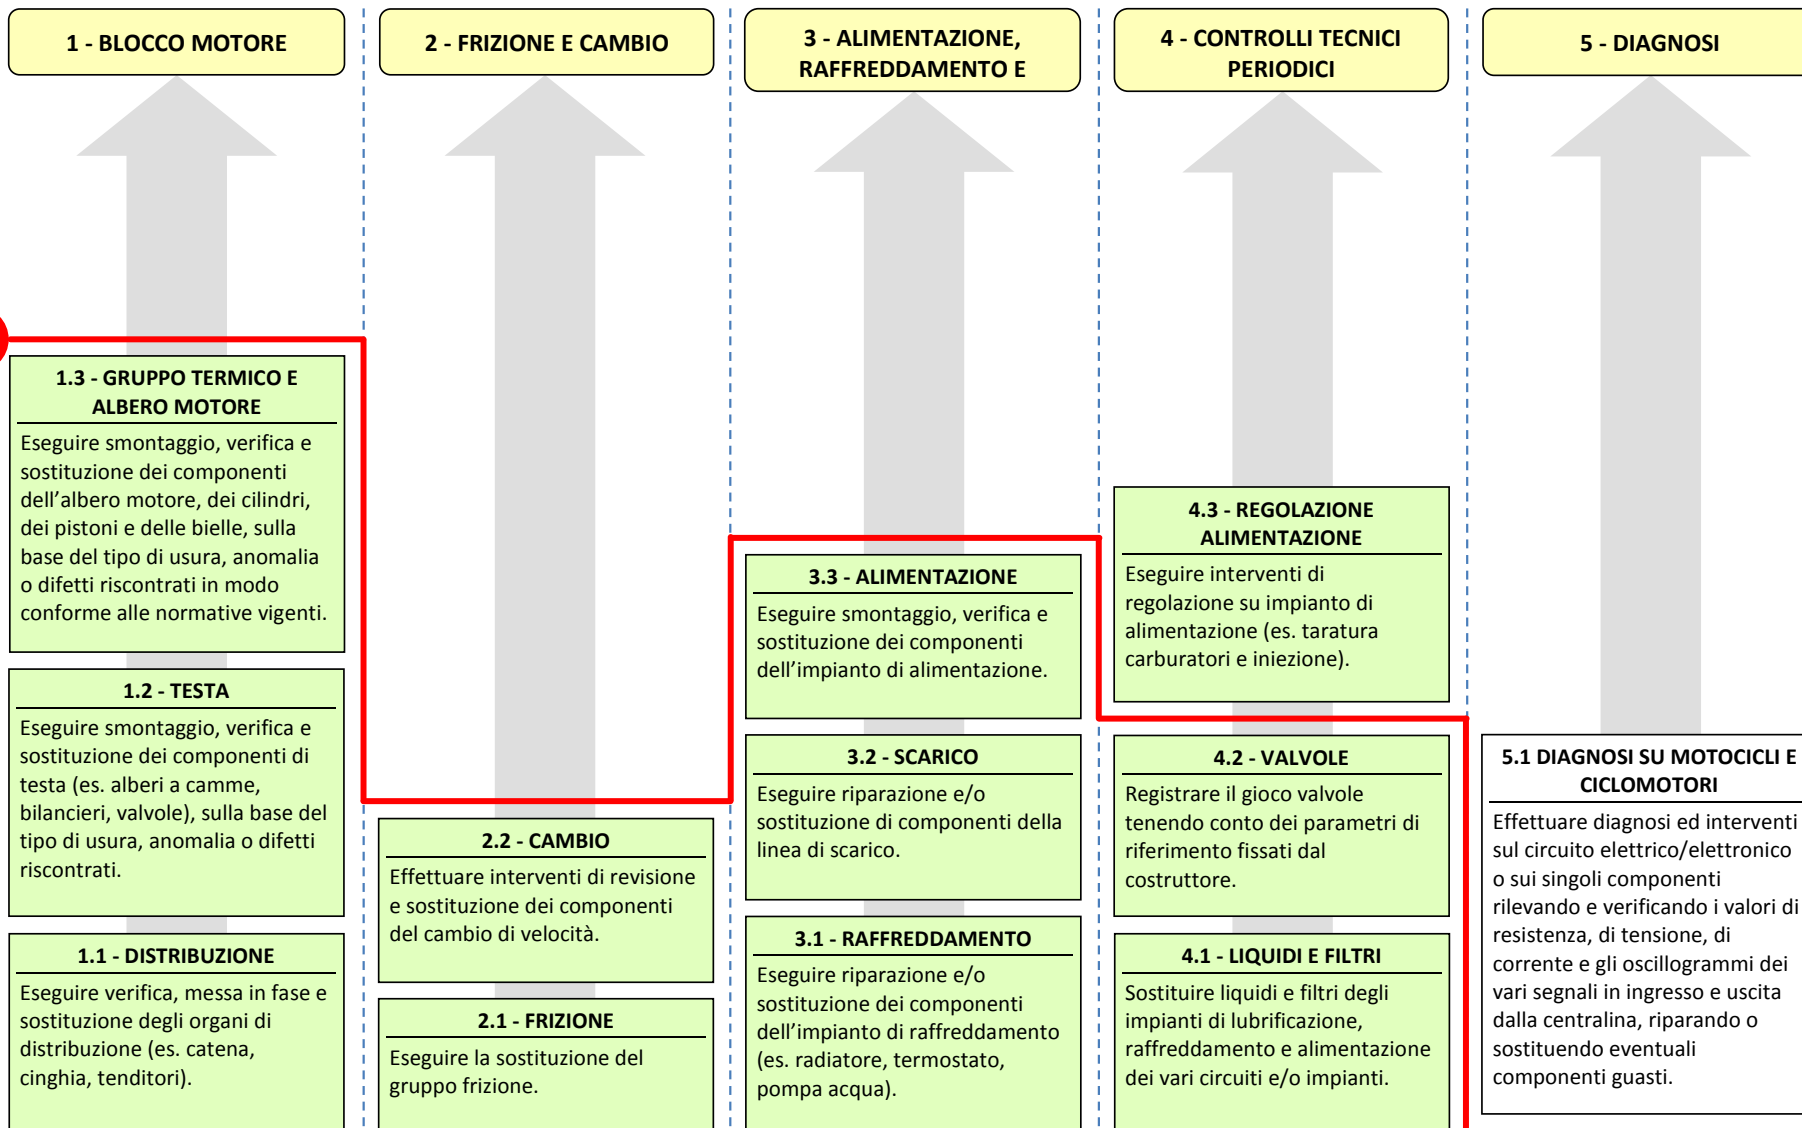 1 - BLOCCO MOTORE
2 - FRIZIONE E CAMBIO
3 - ALIMENTAZIONE,
RAFFREDDAMENTO E
4 - CONTROLLI TECNICI
PERIODICI
5 - DIAGNOSI
1.3 - GRUPPO TERMICO E
ALBERO MOTORE
Eseguire smontaggio, verifica e
sostituzione dei componenti
dell'albero motore, dei cilindri,
dei pistoni e delle bielle, sulla
base del tipo di usura, anomalia
o difetti riscontrati in modo
conforme alle normative vigenti.
1.2 - TESTA
Eseguire smontaggio, verifica e
sostituzione dei componenti di
testa (es. alberi a camme,
bilancieri, valvole), sulla base del
tipo di usura, anomalia o difetti
riscontrati.
1.1 - DISTRIBUZIONE
Eseguire verifica, messa in fase e
sostituzione degli organi di
distribuzione (es. catena,
cinghia, tenditori).
2.2 - CAMBIO
Effettuare interventi di revisione
e sostituzione dei componenti
del cambio di velocità.
2.1 - FRIZIONE
Eseguire la sostituzione del
gruppo frizione.
3.3 - ALIMENTAZIONE
Eseguire smontaggio, verifica e
sostituzione dei componenti
dell'impianto di alimentazione.
3.2 - SCARICO
Eseguire riparazione e/o
sostituzione di componenti della
linea di scarico.
3.1 - RAFFREDDAMENTO
Eseguire riparazione e/o
sostituzione dei componenti
dell'impianto di raffreddamento
(es. radiatore, termostato,
pompa acqua).
4.3 - REGOLAZIONE
ALIMENTAZIONE
Eseguire interventi di
regolazione su impianto di
alimentazione (es. taratura
carburatori e iniezione).
4.2 - VALVOLE
Registrare il gioco valvole
tenendo conto dei parametri di
riferimento fissati dal
costruttore.
4.1 - LIQUIDI E FILTRI
Sostituire liquidi e filtri degli
impianti di lubrificazione,
raffreddamento e alimentazione
dei vari circuiti e/o impianti.
5.1 DIAGNOSI SU MOTOCICLI E
CICLOMOTORI
Effettuare diagnosi ed interventi
sul circuito elettrico/elettronico
o sui singoli componenti
rilevando e verificando i valori di
resistenza, di tensione, di
corrente e gli oscillogrammi dei
vari segnali in ingresso e uscita
dalla centralina, riparando o
sostituendo eventuali
componenti guasti.